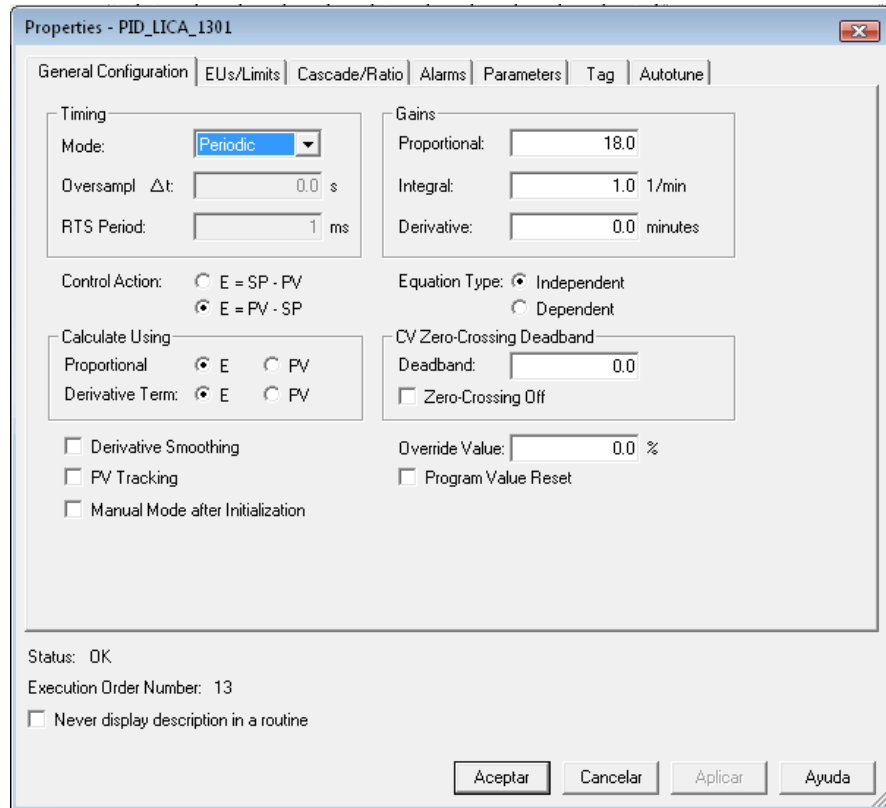 Properties - PID_LICA_1301
General Configuration EUs/Limits Cascade/Ratio Alarms Parameters Tag Autotune
Timing
Mode: Periodic
Oversampl Δt: 0.0 s
RTS Period: 1 ms
Gains
Proportional: 18.0
Integral: 1.0 1/min
Derivative: 0.0 minutes
Control Action: E = SP - PV
E = PV - SP
Equation Type: Independent
Dependent
Calculate Using
Proportional E PV
Derivative Term: E PV
CV Zero-Crossing Deadband
Deadband: 0.0
Zero-Crossing Off
Derivative Smoothing
PV Tracking
Manual Mode after Initialization
Override Value: 0.0 %
Program Value Reset
Status: OK
Execution Order Number: 13
Never display description in a routine
Aceptar Cancelar Aplicar Ayuda